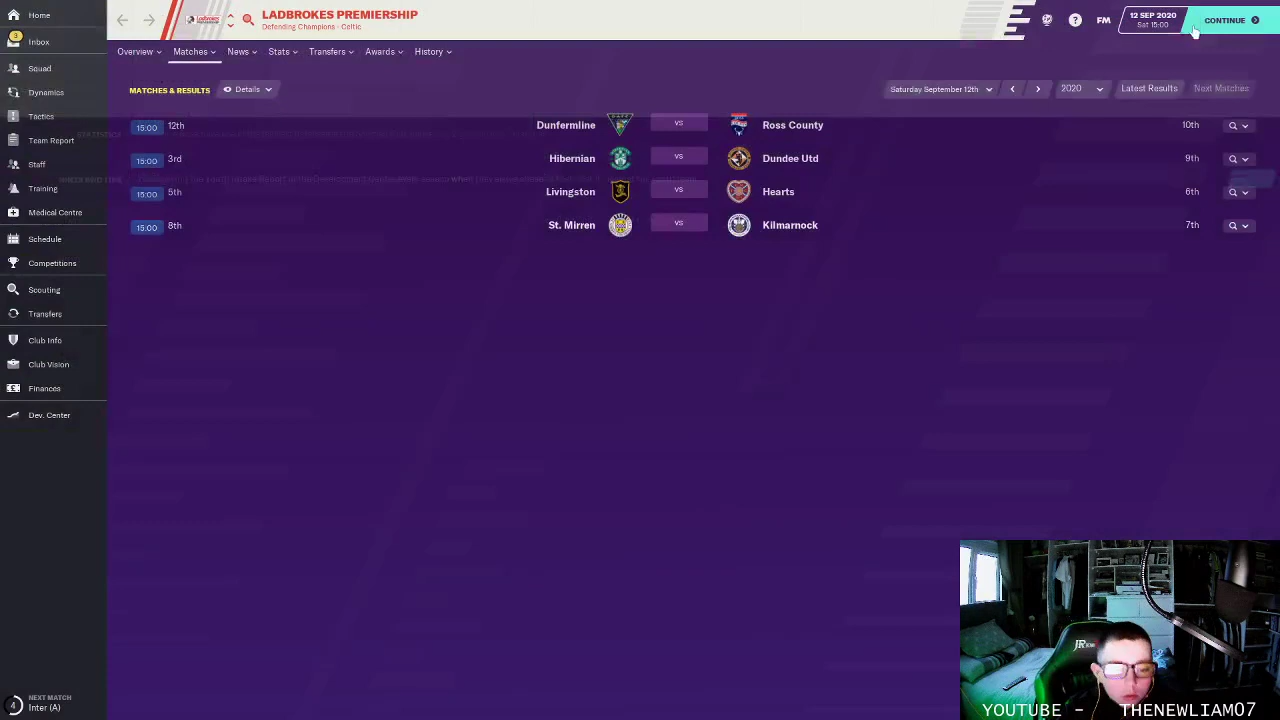 LADBROKES PREMIERSHIP
Defending Champions - Celtic
FM
12 SEP 2020
Sat 15:00
CONTINUE
3
Overview
Matches
News
Stats
Transfers
Awards
History
MATCHES & RESULTS
Details
Saturday September 12th
2020
Latest Results
Next Matches
15:00 12th Dunfermline vs Ross County 10th
15:00 3rd Hibernian vs Dundee Utd 9th
15:00 5th Livingston vs Hearts 6th
15:00 8th St. Mirren vs Kilmarnock 7th
Squad
Dynamics
Tactics
Team Report
Staff
Training
Medical Centre
Schedule
Competitions
Scouting
Transfers
Club Info
Club Vision
Finances
Dev. Center
4
NEXT MATCH
Inter (A)
YOUTUBE - THENEWLIAM07